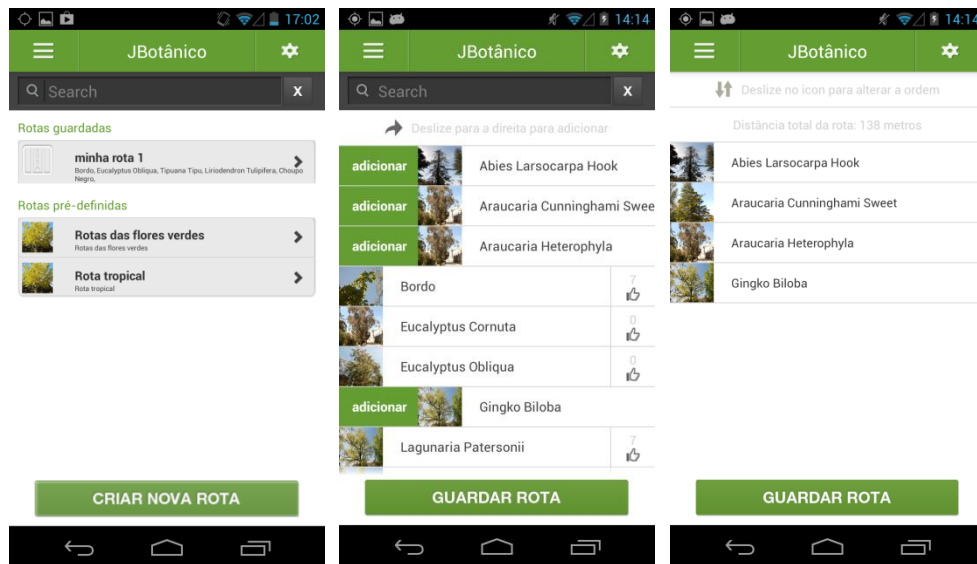 17:02
JBotânico
Search
X
Rotas guardadas
minha rota 1
Bordo, Eucalyptus Obliqua, Tipuana Tipu, Liriodendron Tulipifera, Choupo
Negro,
Rotas pré-definidas
Rotas das flores verdes
Rotas das flores verdes
Rota tropical
Rota tropical
CRIAR NOVA ROTA
14:14
JBotânico
Search
X
Deslize para a direita para adicionar
adicionar Abies Larsocarpa Hook
adicionar Araucaria Cunninghami Swee
adicionar Araucaria Heterophyla
Bordo 7
Eucalyptus Cornuta 0
Eucalyptus Obliqua 0
adicionar Gingko Biloba
Lagunaria Patersonii 7
GUARDAR ROTA
14:14
JBotânico
Deslize no icon para alterar a ordem
Distância total da rota: 138 metros
Abies Larsocarpa Hook
Araucaria Cunninghami Sweet
Araucaria Heterophyla
Gingko Biloba
GUARDAR ROTA